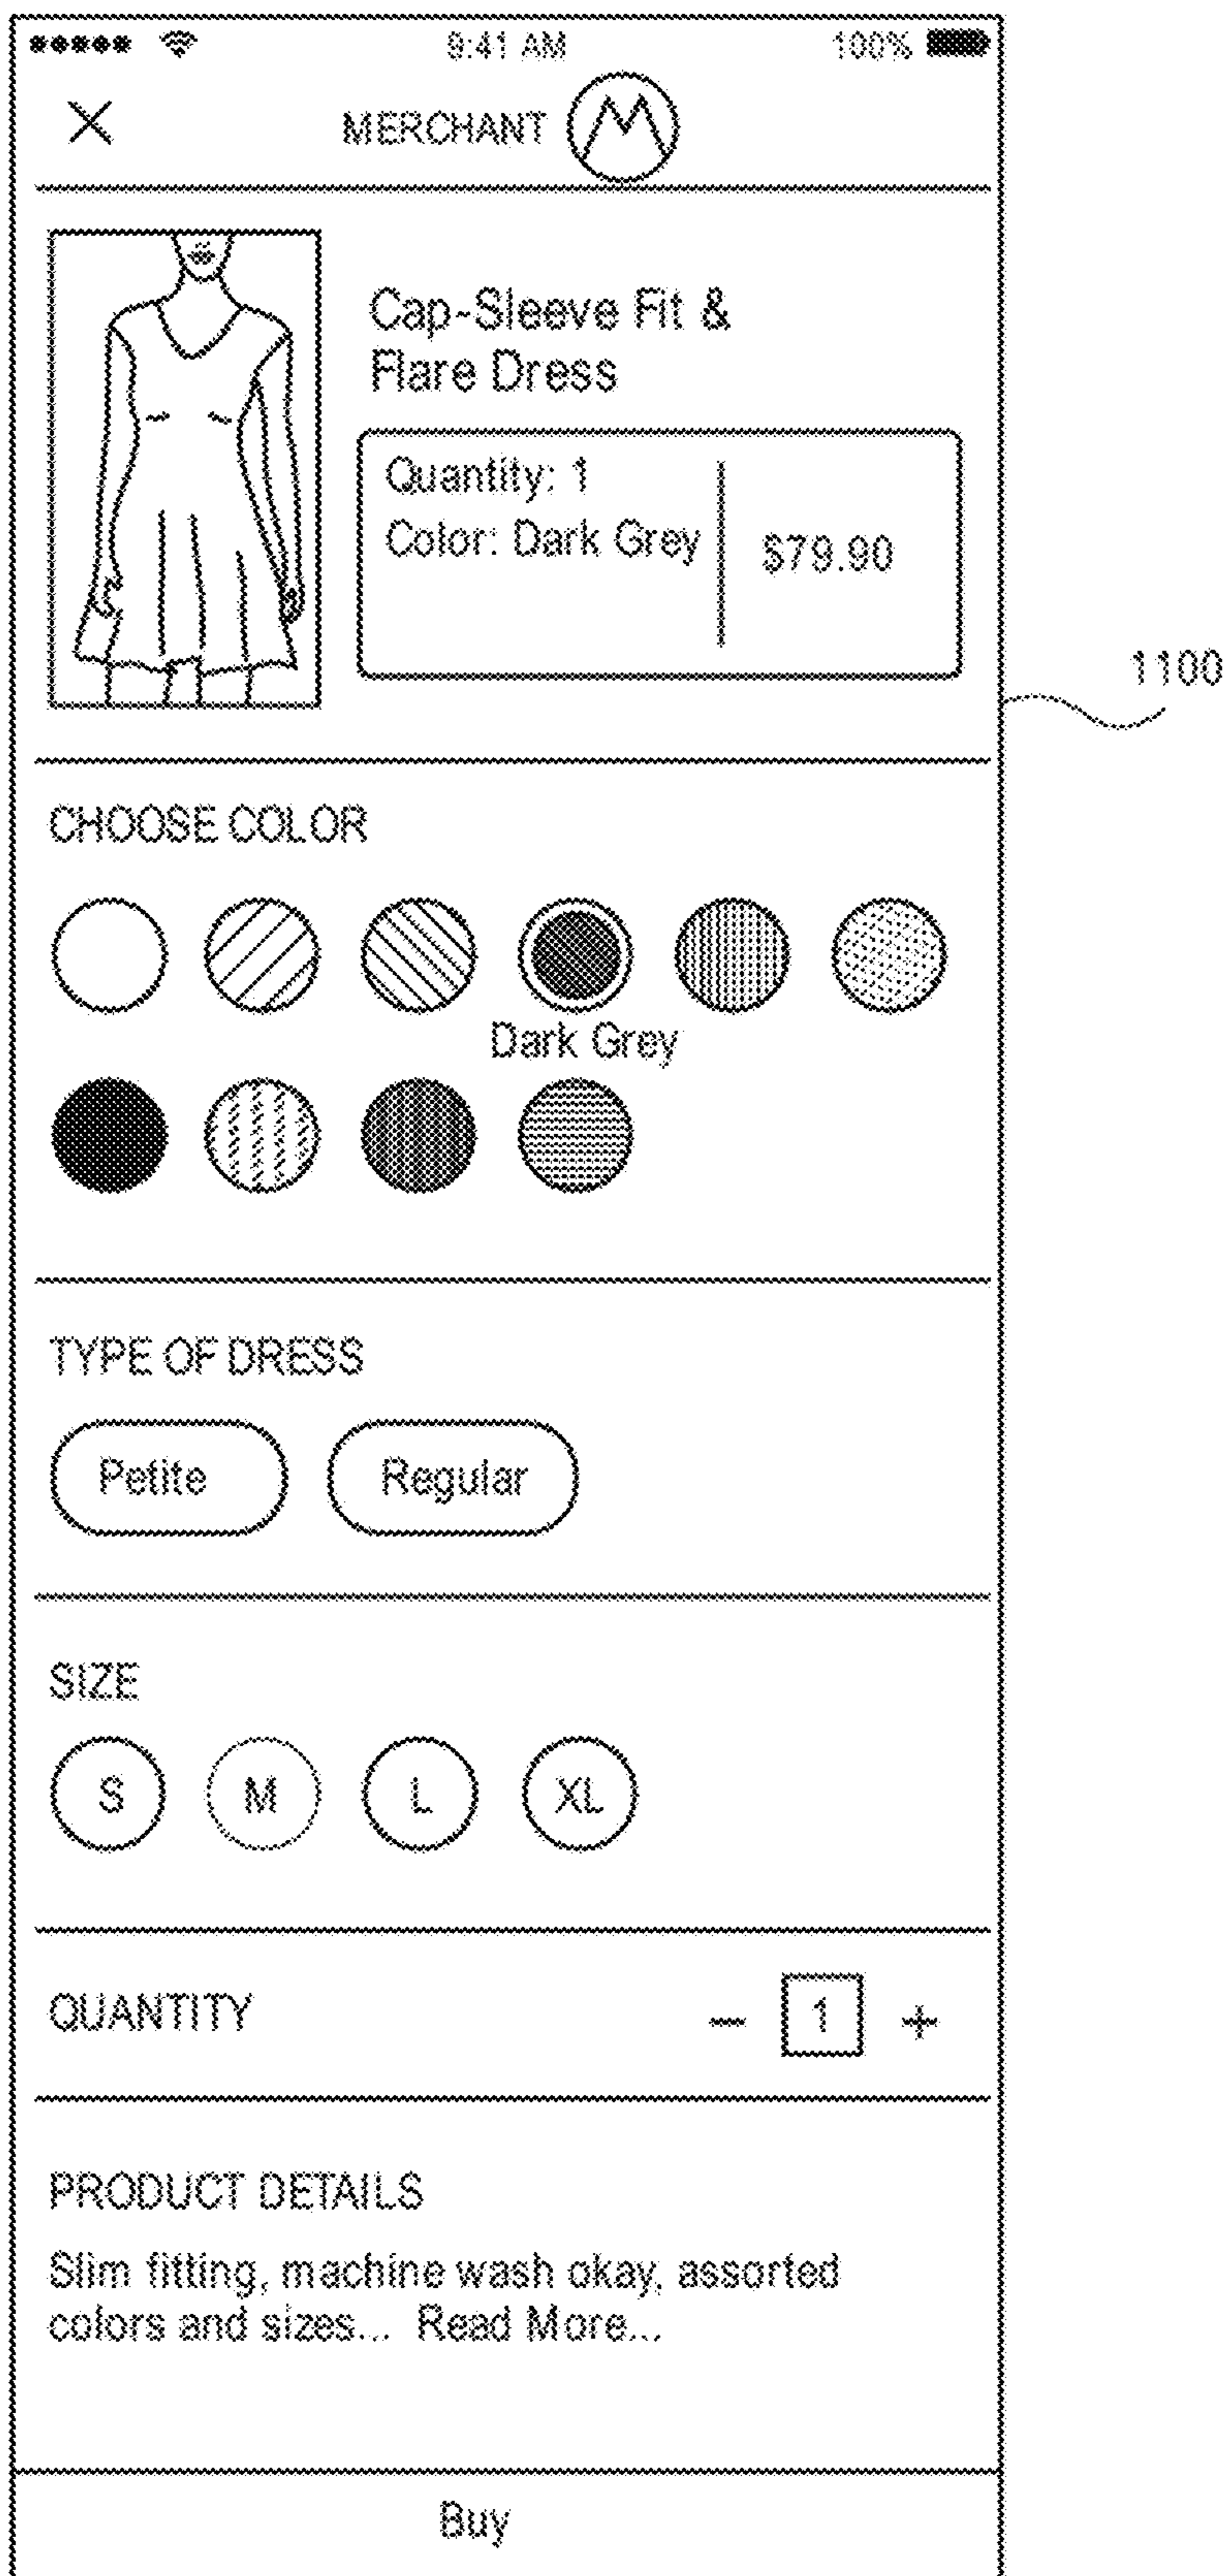 9:41 AM 100%
MERCHANT M
Cap-Sleeve Fit &
Flare Dress
Quantity: 1
Color: Dark Grey
$79.90
1100
CHOOSE COLOR
Dark Grey
TYPE OF DRESS
Petite Regular
SIZE
S M L XL
QUANTITY − 1 +
PRODUCT DETAILS
Slim fitting, machine wash okay, assorted
colors and sizes... Read More...
Buy